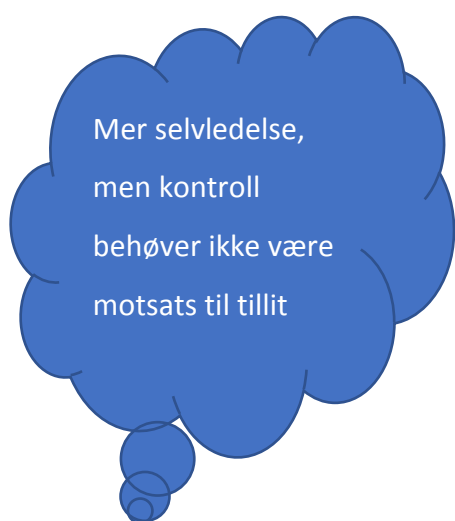 Mer selvledelse,
men kontroll
behøver ikke være
motsats til tillit